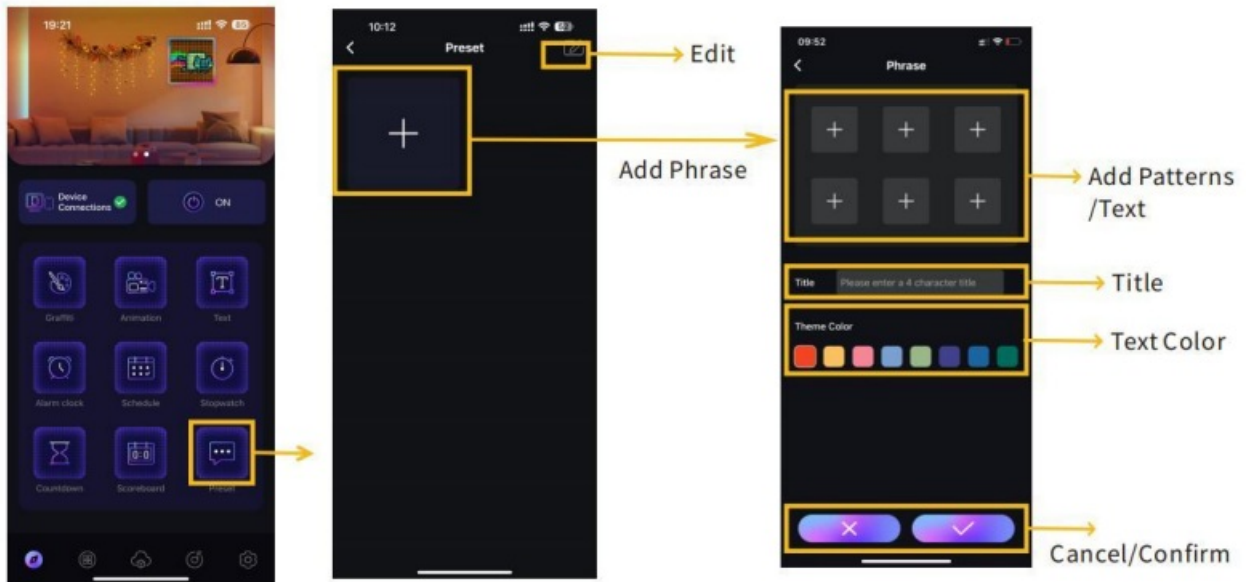 19:21
85
Device
Connections
ON
Graffiti
Animation
Text
Alarm clock
Schedule
Stopwatch
Countdown
Scoreboard
Preset
10:12
Preset
Edit
Add Phrase
09:52
Phrase
Add Patterns
/Text
Title
Please enter a 4 character title.
Title
Theme Color
Text Color
Cancel/Confirm